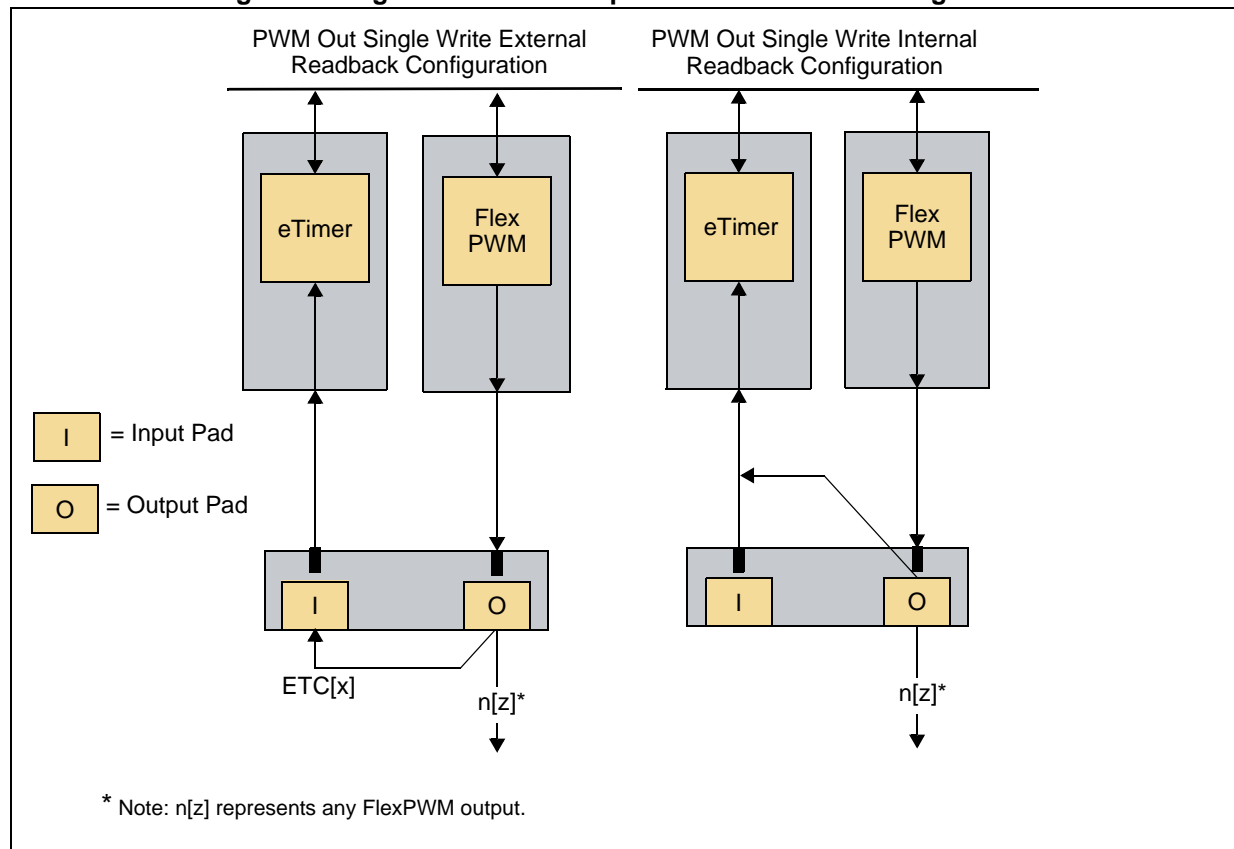 PWM Out Single Write External
Readback Configuration
PWM Out Single Write Internal
Readback Configuration
eTimer
Flex
PWM
eTimer
Flex
PWM
I
= Input Pad
O
= Output Pad
I
O
I
O
ETC[x]
n[z]*
n[z]*
* Note: n[z] represents any FlexPWM output.